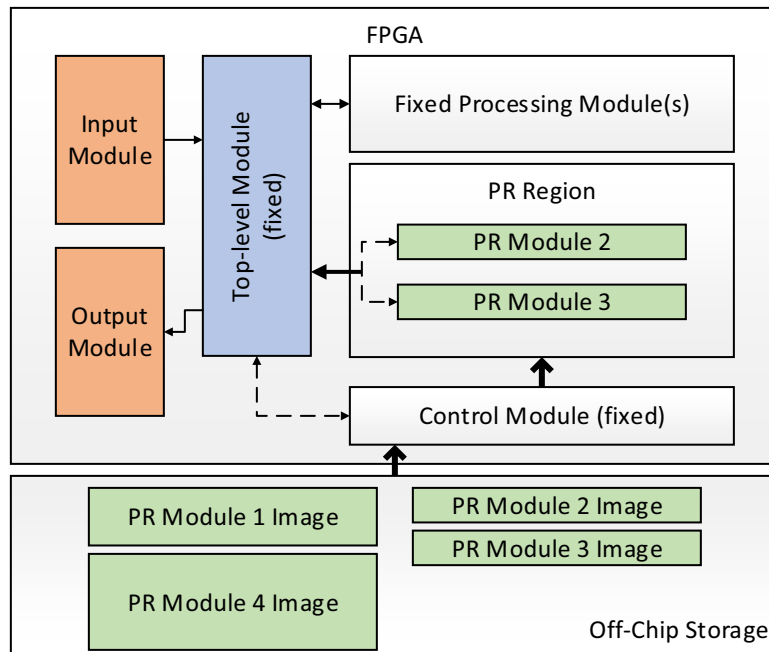 FPGA
Input
Module
Top-level Module
(fixed)
Fixed Processing Module(s)
PR Region
PR Module 2
PR Module 3
Output
Module
Control Module (fixed)
PR Module 1 Image
PR Module 2 Image
PR Module 3 Image
PR Module 4 Image
Off-Chip Storage